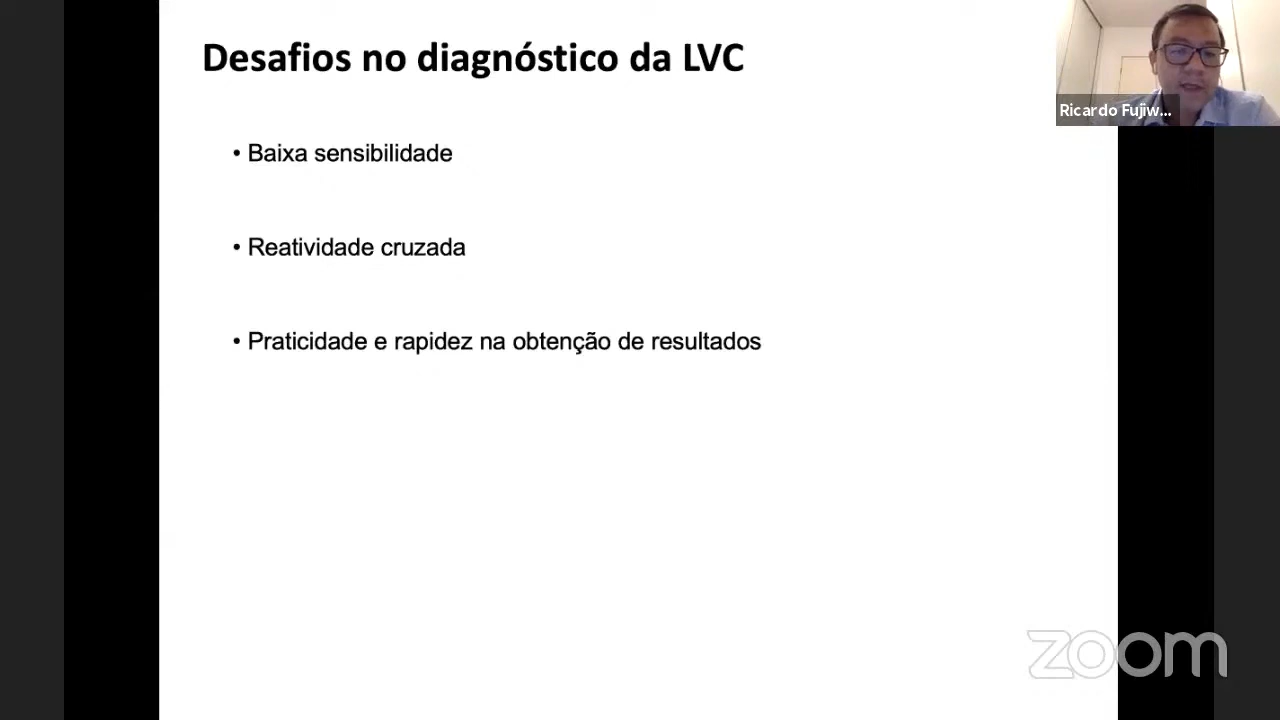 Desafios no diagnóstico da LVC
Ricardo Fujiw...
• Baixa sensibilidade
• Reatividade cruzada
• Praticidade e rapidez na obtenção de resultados
zoom